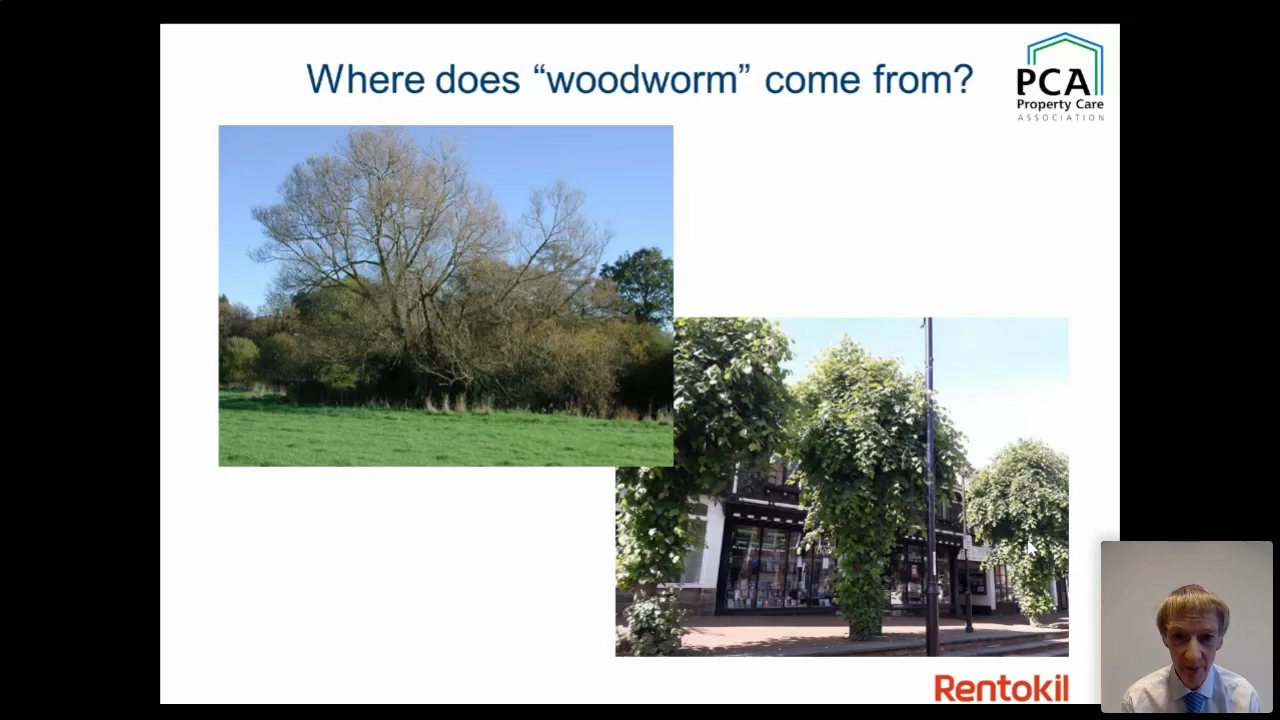 Where does “woodworm” come from?
PCA
Property Care
ASSOCIATION
Rentokil